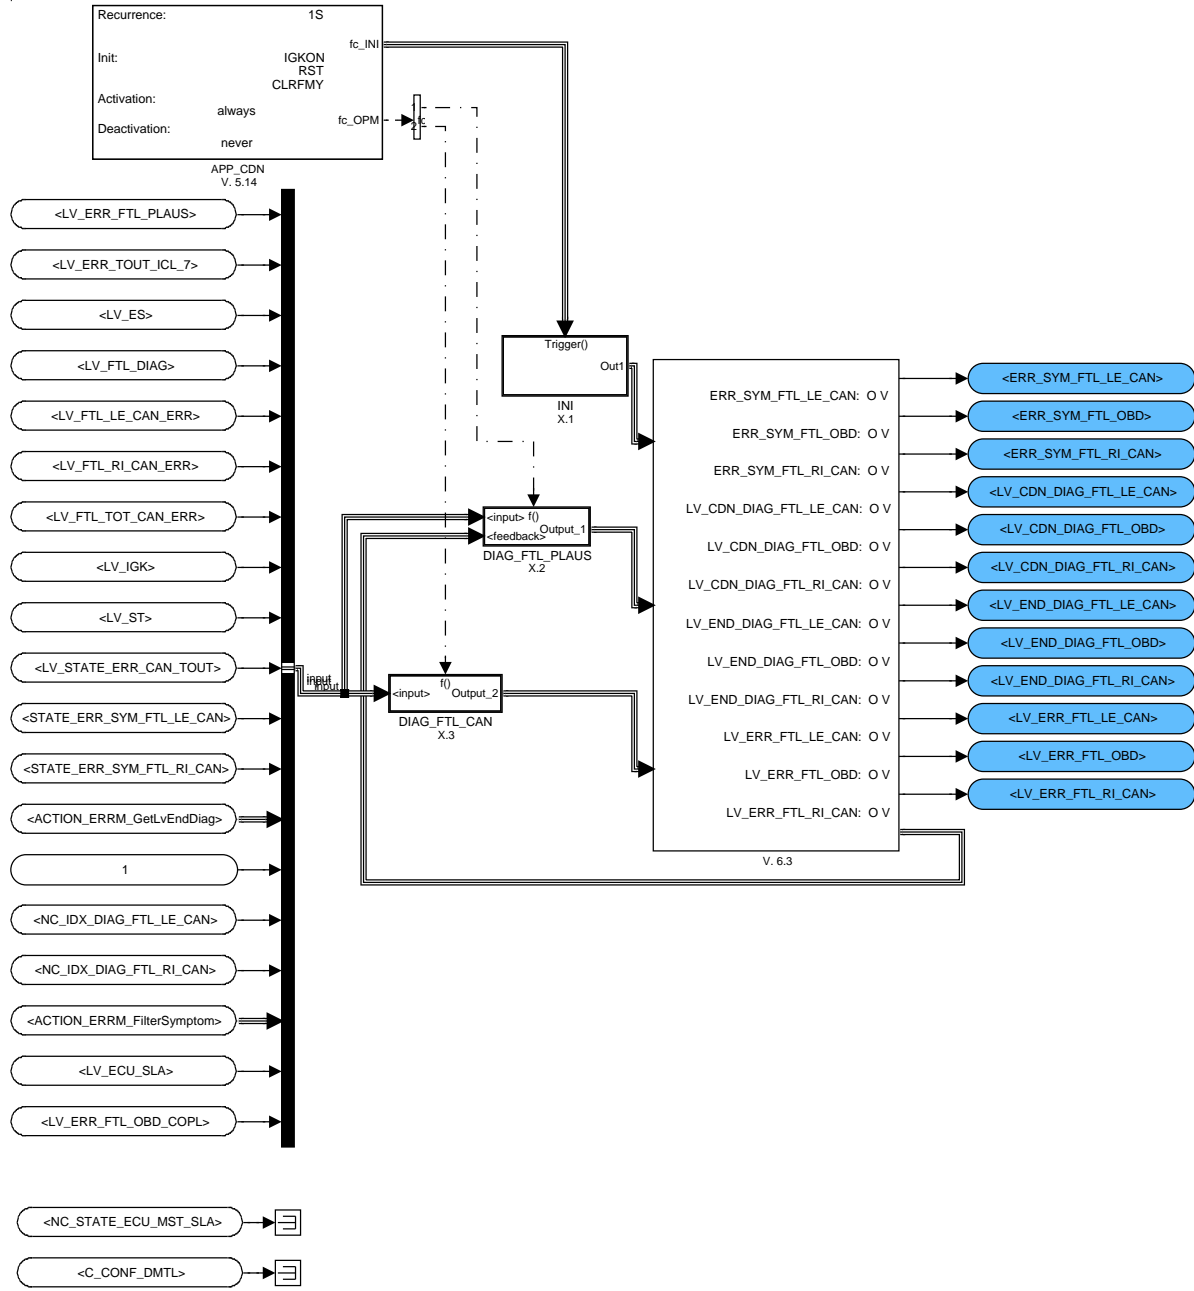 Recurrence: 1S
fc_INI
Init: IGKON
RST
CLRFMY
Activation:
always
fc_OPM
Deactivation:
never
1
2
fc
APP_CDN
V. 5.14
<LV_ERR_FTL_PLAUS>
<LV_ERR_TOUT_ICL_7>
<LV_ES>
<LV_FTL_DIAG>
<LV_FTL_LE_CAN_ERR>
<LV_FTL_RI_CAN_ERR>
<LV_FTL_TOT_CAN_ERR>
<LV_IGK>
<LV_ST>
<LV_STATE_ERR_CAN_TOUT>
<STATE_ERR_SYM_FTL_LE_CAN>
<STATE_ERR_SYM_FTL_RI_CAN>
<ACTION_ERRM_GetLvEndDiag>
1
<NC_IDX_DIAG_FTL_LE_CAN>
<NC_IDX_DIAG_FTL_RI_CAN>
<ACTION_ERRM_FilterSymptom>
<LV_ECU_SLA>
<LV_ERR_FTL_OBD_COPL>
<NC_STATE_ECU_MST_SLA>
<C_CONF_DMTL>
input
input
Trigger()
Out1
INI
X.1
<input> f()
Output_1
<feedback>
DIAG_FTL_PLAUS
X.2
f()
<input> Output_2
DIAG_FTL_CAN
X.3
ERR_SYM_FTL_LE_CAN: O V
ERR_SYM_FTL_OBD: O V
ERR_SYM_FTL_RI_CAN: O V
LV_CDN_DIAG_FTL_LE_CAN: O V
LV_CDN_DIAG_FTL_OBD: O V
LV_CDN_DIAG_FTL_RI_CAN: O V
LV_END_DIAG_FTL_LE_CAN: O V
LV_END_DIAG_FTL_OBD: O V
LV_END_DIAG_FTL_RI_CAN: O V
LV_ERR_FTL_LE_CAN: O V
LV_ERR_FTL_OBD: O V
LV_ERR_FTL_RI_CAN: O V
V. 6.3
<ERR_SYM_FTL_LE_CAN>
<ERR_SYM_FTL_OBD>
<ERR_SYM_FTL_RI_CAN>
<LV_CDN_DIAG_FTL_LE_CAN>
<LV_CDN_DIAG_FTL_OBD>
<LV_CDN_DIAG_FTL_RI_CAN>
<LV_END_DIAG_FTL_LE_CAN>
<LV_END_DIAG_FTL_OBD>
<LV_END_DIAG_FTL_RI_CAN>
<LV_ERR_FTL_LE_CAN>
<LV_ERR_FTL_OBD>
<LV_ERR_FTL_RI_CAN>